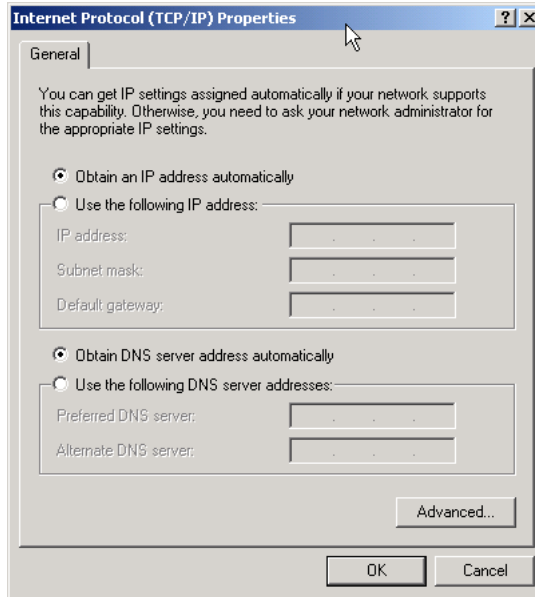 Internet Protocol (TCP/IP) Properties
General
You can get IP settings assigned automatically if your network supports
this capability. Otherwise, you need to ask your network administrator for
the appropriate IP settings.
Obtain an IP address automatically
Use the following IP address:
IP address:
Subnet mask:
Default gateway:
Obtain DNS server address automatically
Use the following DNS server addresses:
Preferred DNS server:
Alternate DNS server:
Advanced...
OK Cancel